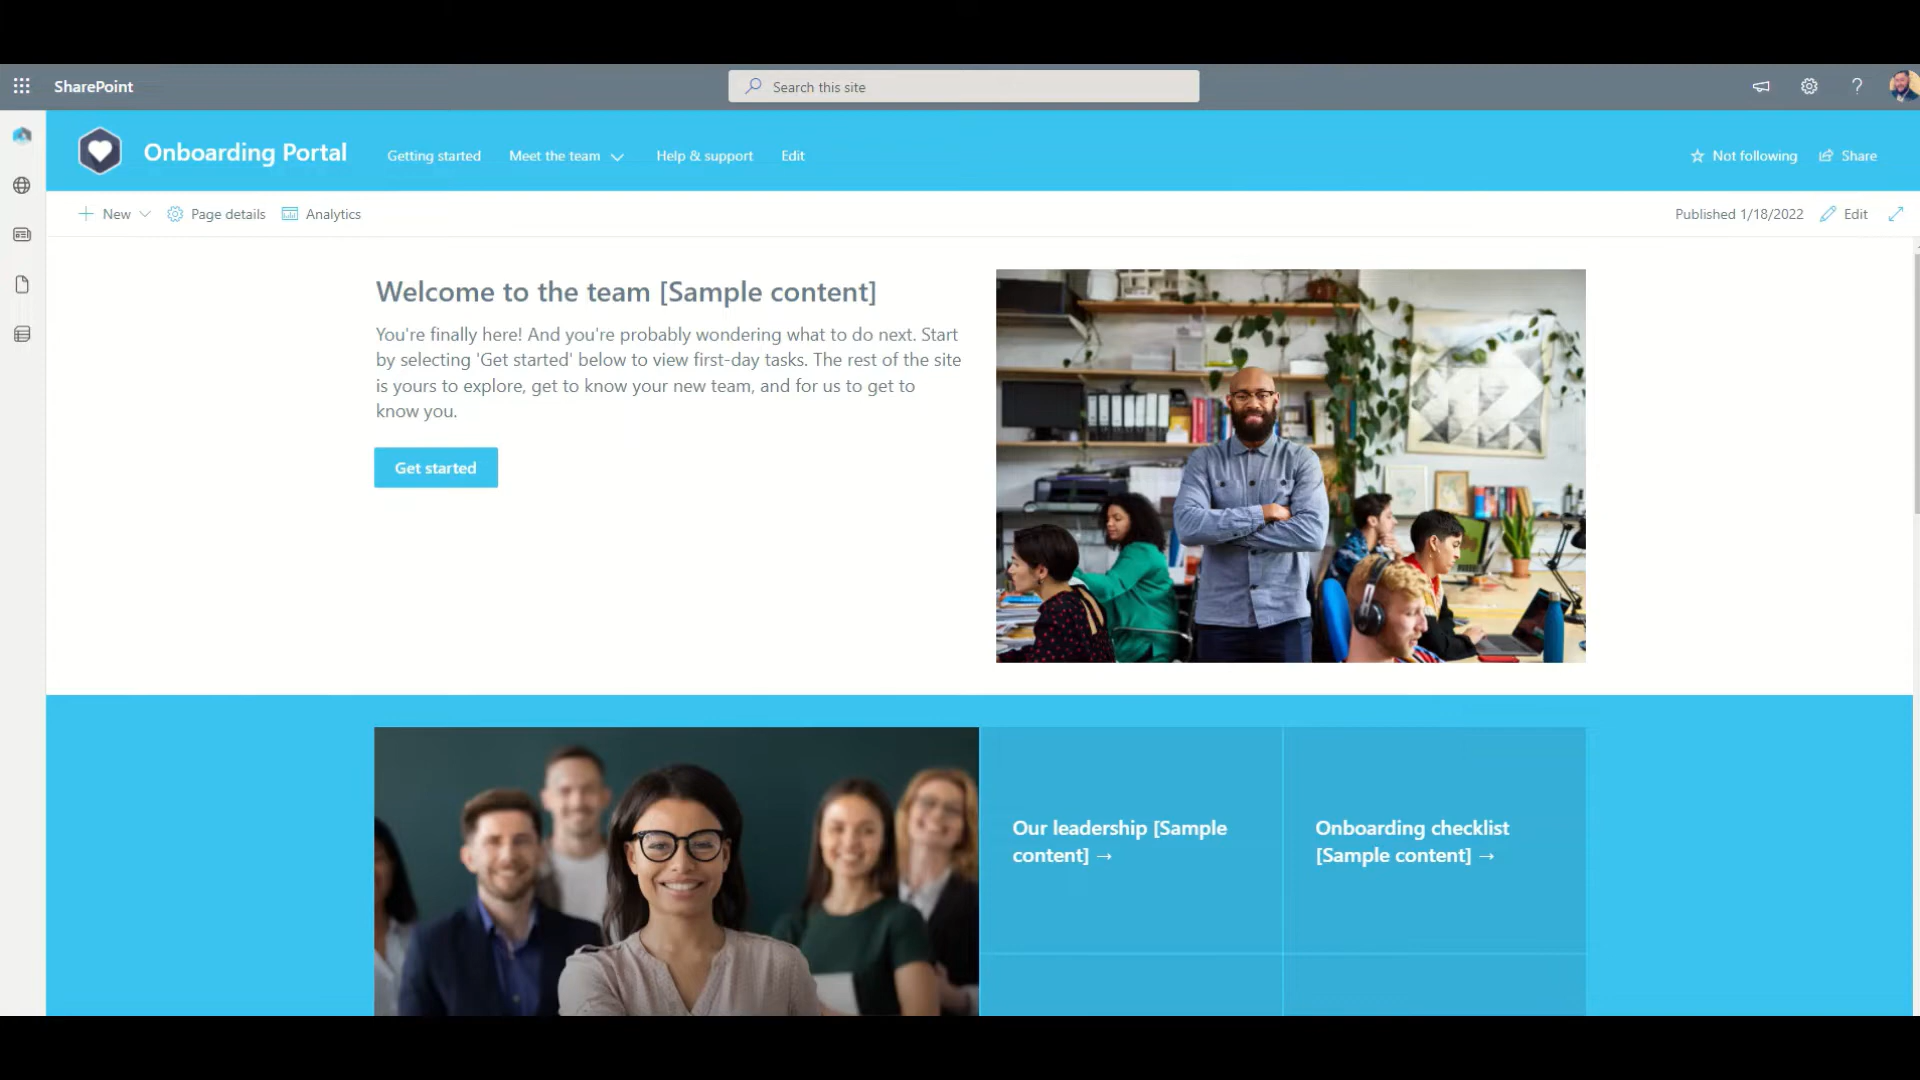 SharePoint
Search this site
?
Onboarding Portal
Getting started
Meet the team
Help & support
Edit
Not following
Share
New
Page details
Analytics
Published 1/18/2022
Edit
Welcome to the team [Sample content]
You're finally here! And you're probably wondering what to do next. Start
by selecting 'Get started' below to view first-day tasks. The rest of the site
is yours to explore, get to know your new team, and for us to get to
know you.
Get started
Our leadership [Sample
content] →
Onboarding checklist
[Sample content] →